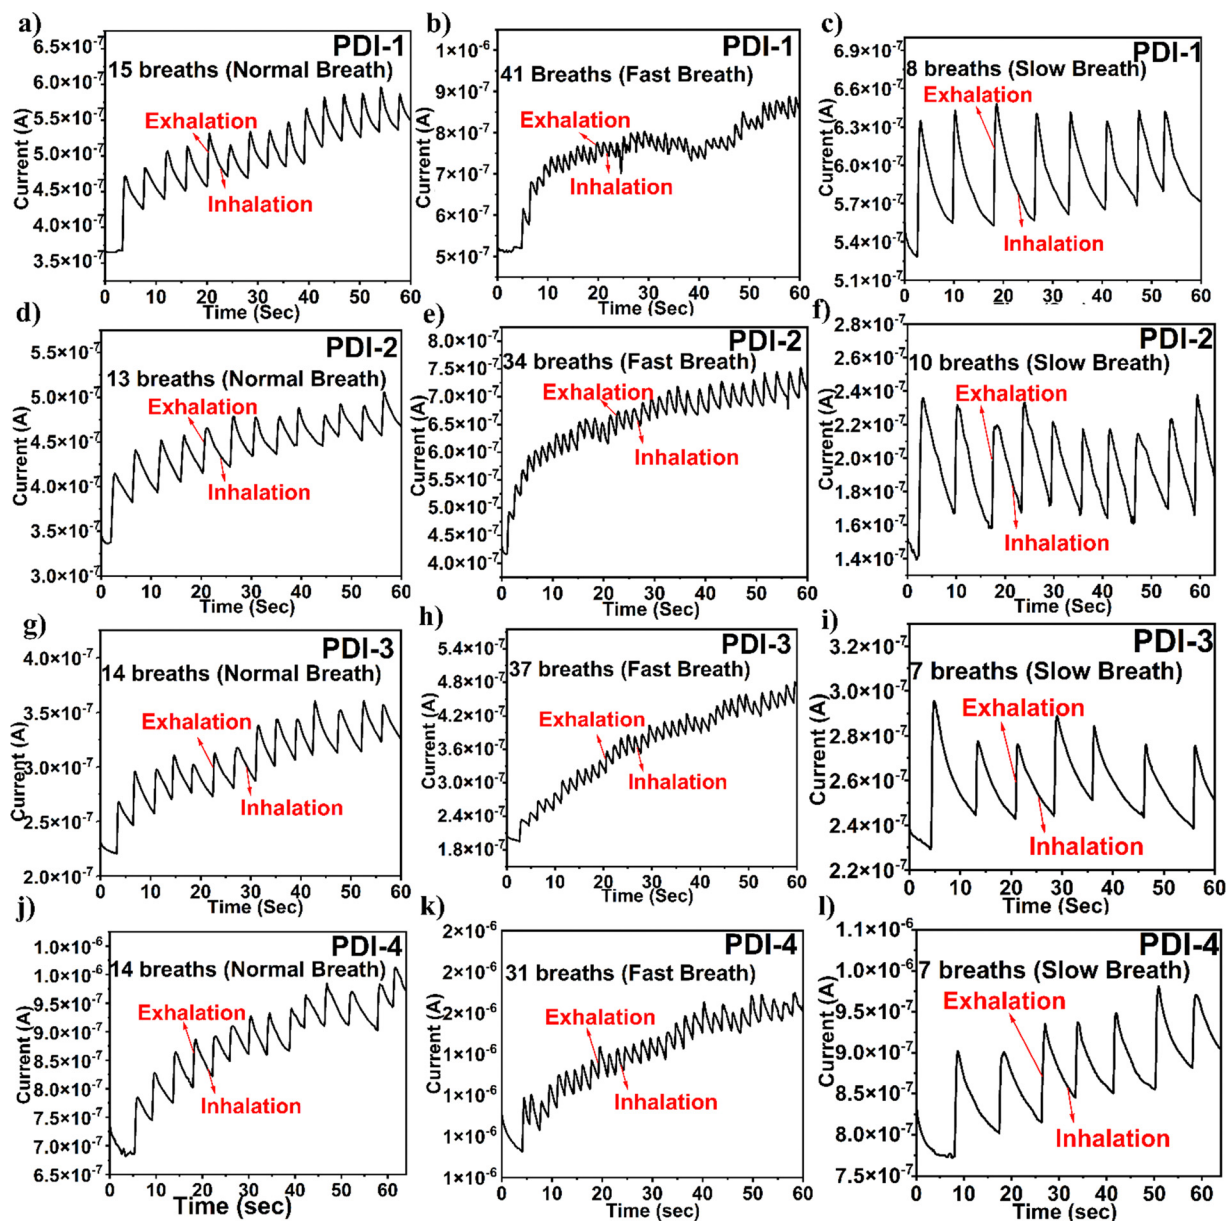 a)
PDI-1
15 breaths (Normal Breath)
Exhalation
Inhalation
Current (A)
6.5×10⁻⁷
6.0×10⁻⁷
5.5×10⁻⁷
5.0×10⁻⁷
4.5×10⁻⁷
4.0×10⁻⁷
3.5×10⁻⁷
0 10 20 30 40 50 60
Time (Sec)
b)
PDI-1
41 Breaths (Fast Breath)
Exhalation
Inhalation
Current (A)
1×10⁻⁶
9×10⁻⁷
8×10⁻⁷
7×10⁻⁷
6×10⁻⁷
5×10⁻⁷
0 10 20 30 40 50 60
Time (Sec)
c)
PDI-1
8 breaths (Slow Breath)
Exhalation
Inhalation
Current (A)
6.9×10⁻⁷
6.6×10⁻⁷
6.3×10⁻⁷
6.0×10⁻⁷
5.7×10⁻⁷
5.4×10⁻⁷
5.1×10⁻⁷
0 10 20 30 40 50 60
Time (Sec)
d)
PDI-2
13 breaths (Normal Breath)
Exhalation
Inhalation
Current (A)
5.5×10⁻⁷
5.0×10⁻⁷
4.5×10⁻⁷
4.0×10⁻⁷
3.5×10⁻⁷
3.0×10⁻⁷
0 10 20 30 40 50 60
Time (Sec)
e)
PDI-2
34 breaths (Fast Breath)
Exhalation
Inhalation
Current (A)
8.0×10⁻⁷
7.5×10⁻⁷
7.0×10⁻⁷
6.5×10⁻⁷
6.0×10⁻⁷
5.5×10⁻⁷
5.0×10⁻⁷
4.5×10⁻⁷
4.0×10⁻⁷
0 10 20 30 40 50 60
Time (Sec)
f)
PDI-2
10 breaths (Slow Breath)
Exhalation
Inhalation
Current (A)
2.8×10⁻⁷
2.6×10⁻⁷
2.4×10⁻⁷
2.2×10⁻⁷
2.0×10⁻⁷
1.8×10⁻⁷
1.6×10⁻⁷
1.4×10⁻⁷
0 10 20 30 40 50 60
Time (Sec)
g)
PDI-3
14 breaths (Normal Breath)
Exhalation
Inhalation
Current (A)
4.0×10⁻⁷
3.5×10⁻⁷
3.0×10⁻⁷
2.5×10⁻⁷
2.0×10⁻⁷
0 10 20 30 40 50 60
Time (Sec)
h)
PDI-3
37 breaths (Fast Breath)
Exhalation
Inhalation
Current (A)
5.4×10⁻⁷
4.8×10⁻⁷
4.2×10⁻⁷
3.6×10⁻⁷
3.0×10⁻⁷
2.4×10⁻⁷
1.8×10⁻⁷
0 10 20 30 40 50 60
Time (Sec)
i)
PDI-3
7 breaths (Slow Breath)
Exhalation
Inhalation
Current (A)
3.2×10⁻⁷
3.0×10⁻⁷
2.8×10⁻⁷
2.6×10⁻⁷
2.4×10⁻⁷
2.2×10⁻⁷
0 10 20 30 40 50 60
Time (Sec)
j)
PDI-4
14 breaths (Normal Breath)
Exhalation
Inhalation
Current (A)
1.0×10⁻⁶
1.0×10⁻⁶
9.5×10⁻⁷
9.0×10⁻⁷
8.5×10⁻⁷
8.0×10⁻⁷
7.5×10⁻⁷
7.0×10⁻⁷
6.5×10⁻⁷
0 10 20 30 40 50 60
Time (sec)
k)
PDI-4
31 breaths (Fast Breath)
Exhalation
Inhalation
Current (A)
2×10⁻⁶
2×10⁻⁶
2×10⁻⁶
1×10⁻⁶
1×10⁻⁶
1×10⁻⁶
1×10⁻⁶
0 10 20 30 40 50 60
Time (sec)
l)
PDI-4
7 breaths (Slow Breath)
Exhalation
Inhalation
Current (A)
1.1×10⁻⁶
1.0×10⁻⁶
9.5×10⁻⁷
9.0×10⁻⁷
8.5×10⁻⁷
8.0×10⁻⁷
7.5×10⁻⁷
0 10 20 30 40 50 60
Time (sec)